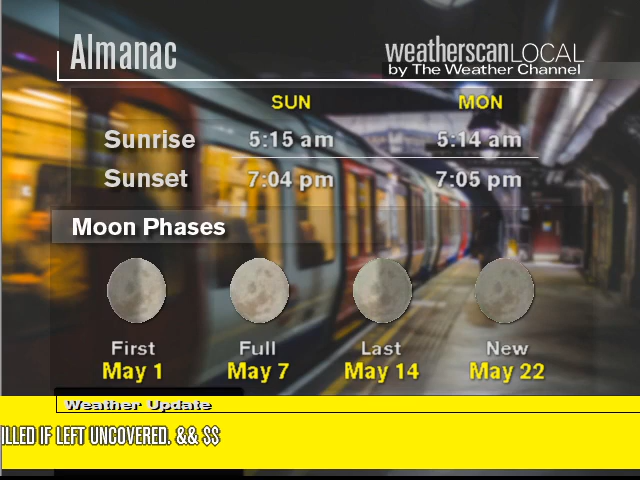 Almanac
weatherscanLOCAL
by The Weather Channel
SUN MON
Sunrise 5:15 am 5:14 am
Sunset 7:04 pm 7:05 pm
Moon Phases
First Full Last New
May 1 May 7 May 14 May 22
Weather Update
ILLED IF LEFT UNCOVERED. && $$